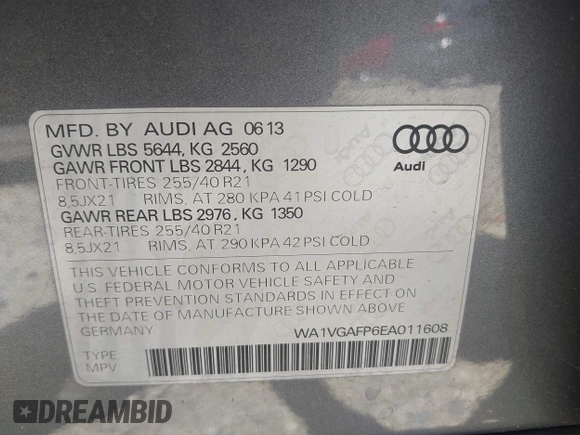 MFD. BY AUDI AG 06 13
GVWR LBS 5644, KG 2560
GAWR FRONT LBS 2844, KG 1290
FRONT-TIRES 255/40 R21
8,5JX21 RIMS, AT 280 KPA 41 PSI COLD
GAWR REAR LBS 2976, KG 1350
REAR-TIRES 255/40 R21
8,5JX21 RIMS, AT 290 KPA 42 PSI COLD
Audi
THIS VEHICLE CONFORMS TO ALL APPLICABLE
U.S. FEDERAL MOTOR VEHICLE SAFETY AND
THEFT PREVENTION STANDARDS IN EFFECT ON
THE DATE OF MANUFACTURE SHOWN ABOVE
GERMANY WA1VGAFP6EA011608
TYPE:
MPV
DREAMBID